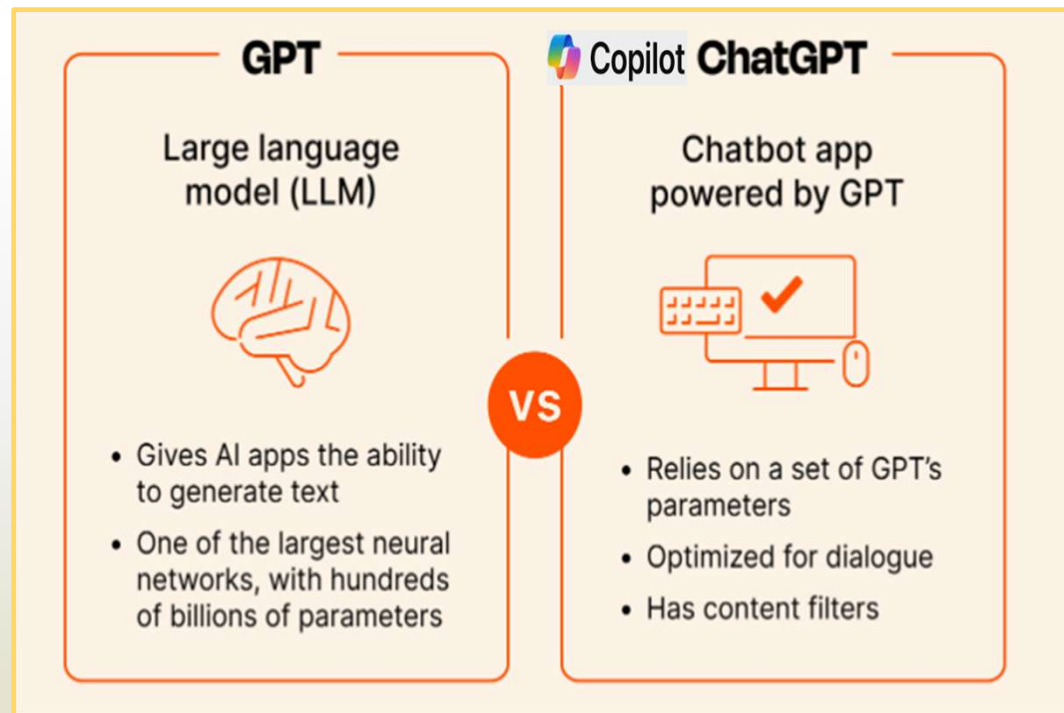 GPT
Large language
model (LLM)
• Gives AI apps the ability
to generate text
• One of the largest neural
networks, with hundreds
of billions of parameters
VS
Copilot ChatGPT
Chatbot app
powered by GPT
• Relies on a set of GPT’s
parameters
• Optimized for dialogue
• Has content filters